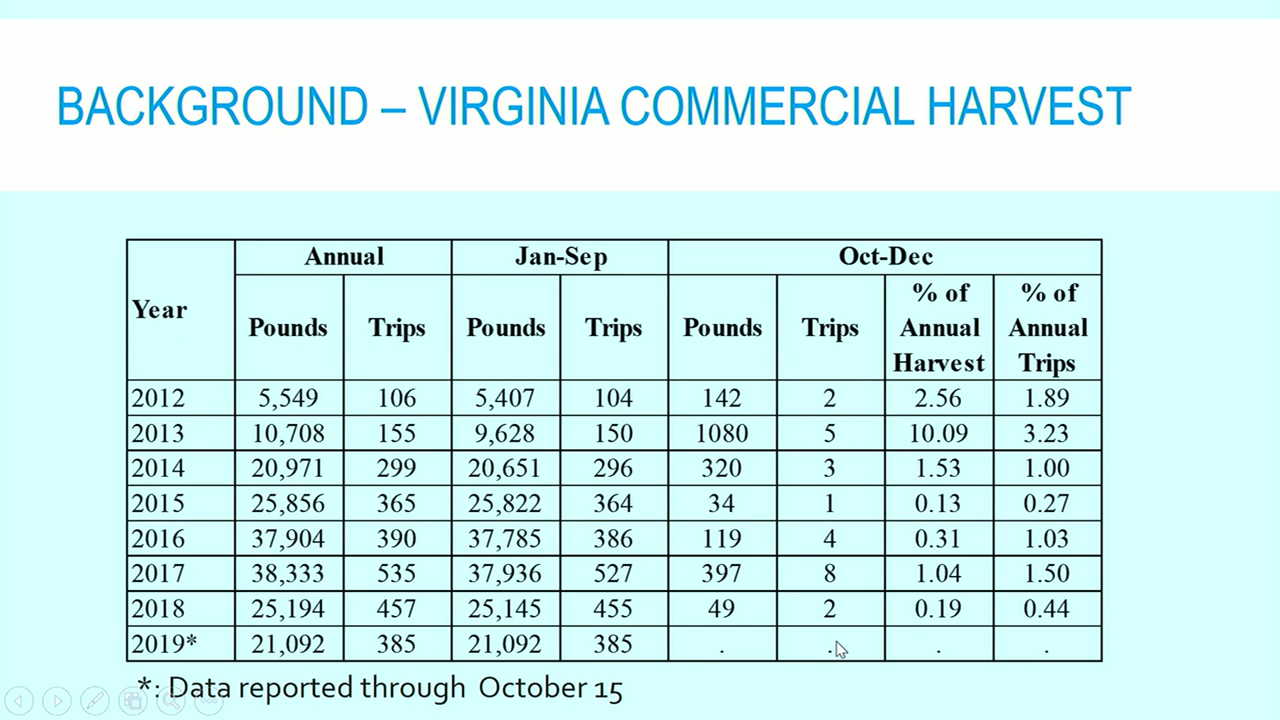 BACKGROUND – VIRGINIA COMMERCIAL HARVEST
Year Annual Jan-Sep Oct-Dec
Pounds Trips Pounds Trips Pounds Trips % of Annual Harvest % of Annual Trips
2012 5,549 106 5,407 104 142 2 2.56 1.89
2013 10,708 155 9,628 150 1080 5 10.09 3.23
2014 20,971 299 20,651 296 320 3 1.53 1.00
2015 25,856 365 25,822 364 34 1 0.13 0.27
2016 37,904 390 37,785 386 119 4 0.31 1.03
2017 38,333 535 37,936 527 397 8 1.04 1.50
2018 25,194 457 25,145 455 49 2 0.19 0.44
2019* 21,092 385 21,092 385 . . . .
*: Data reported through October 15